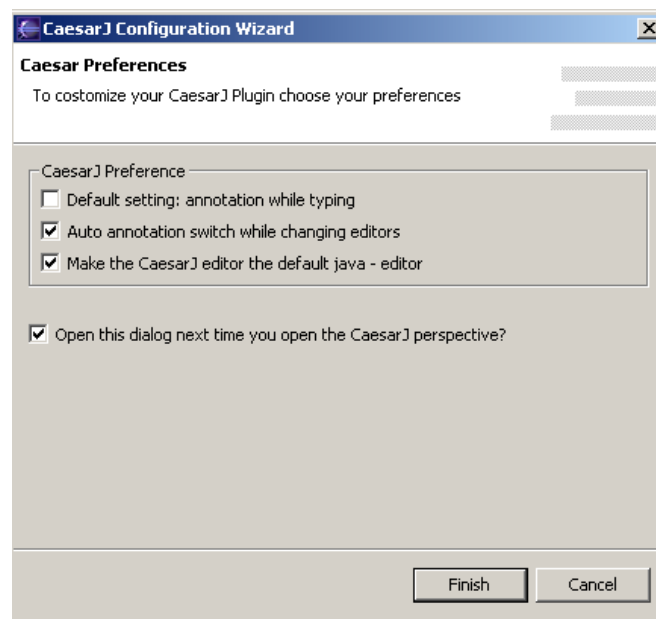 CaesarJ Configuration Wizard
Caesar Preferences
To costomize your CaesarJ Plugin choose your preferences
CaesarJ Preference
Default setting: annotation while typing
Auto annotation switch while changing editors
Make the CaesarJ editor the default java - editor
Open this dialog next time you open the CaesarJ perspective?
Finish
Cancel